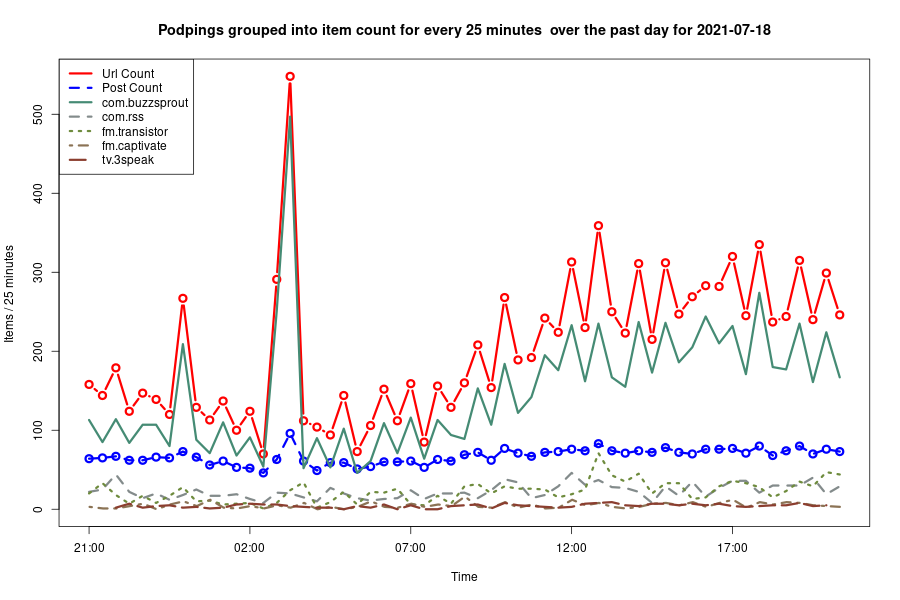 Podpings grouped into item count for every 25 minutes  over the past day for 2021-07-18
Url Count
Post Count
com.buzzsprout
com.rss
fm.transistor
fm.captivate
tv.3speak
500
400
300
200
100
0
Items / 25 minutes
21:00
02:00
07:00
12:00
17:00
Time